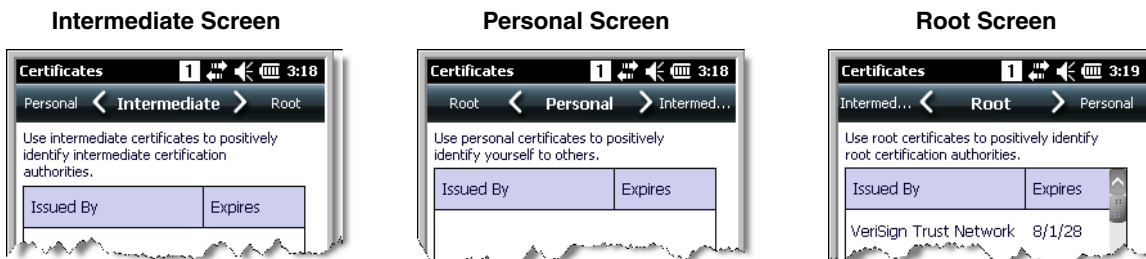 Intermediate Screen
Certificates 1 3:18
Personal Intermediate Root
Use intermediate certificates to positively
identify intermediate certification
authorities.
Issued By Expires
Personal Screen
Certificates 1 3:18
Root Personal Intermed...
Use personal certificates to positively
identify yourself to others.
Issued By Expires
Root Screen
Certificates 1 3:19
Intermed... Root Personal
Use root certificates to positively identify
root certification authorities.
Issued By Expires
VeriSign Trust Network 8/1/28